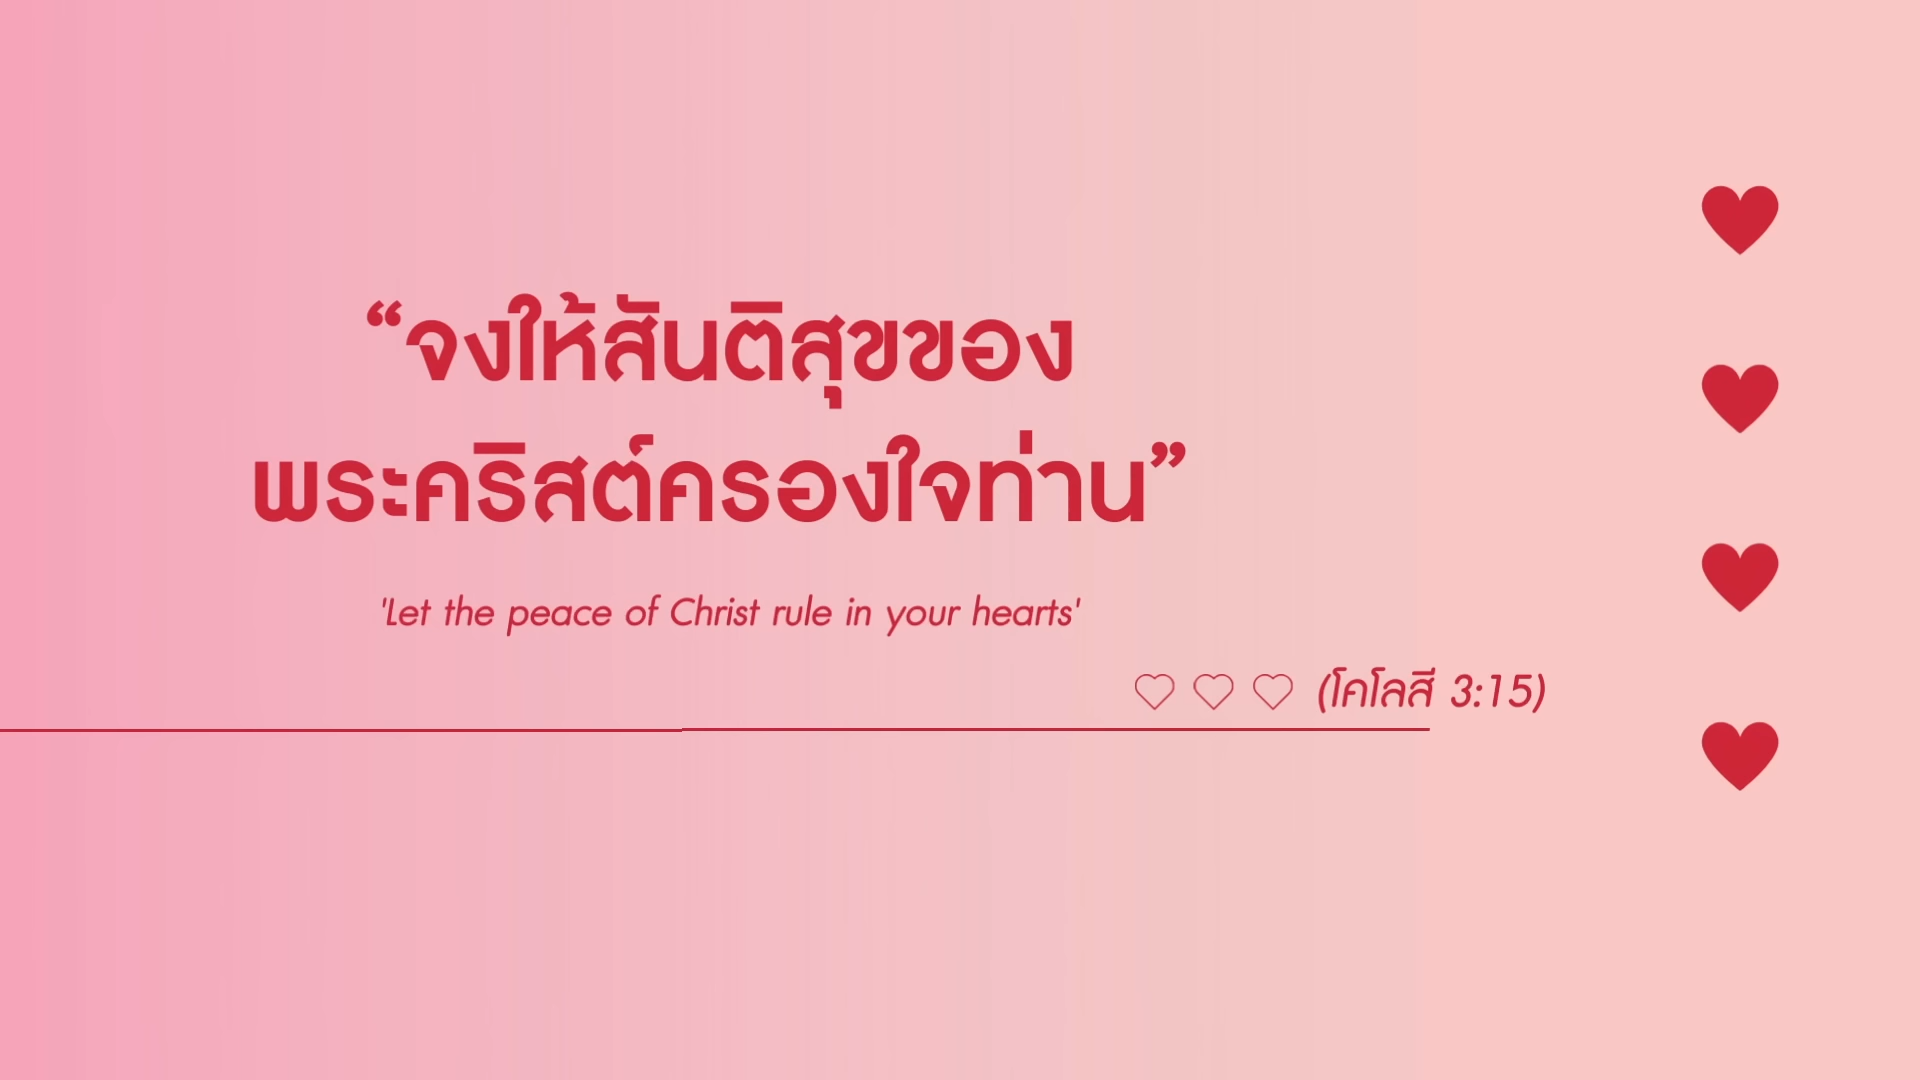 “จงให้สันติสุขของ
พระคริสต์ครองใจท่าน”
'Let the peace of Christ rule in your hearts'
(โคโลสี 3:15)